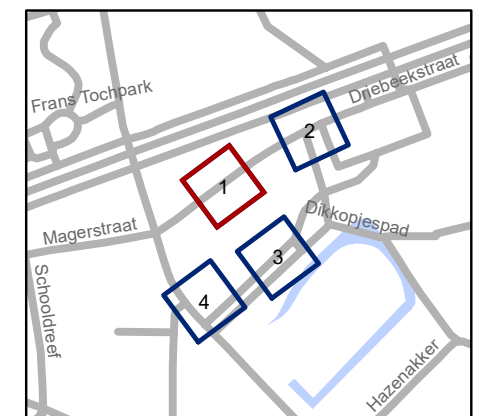 Frans Tochpark
Driebeekstraat
2
1
Dikkopjespad
Magerstraat
3
Schooldreef
4
Hazenakker